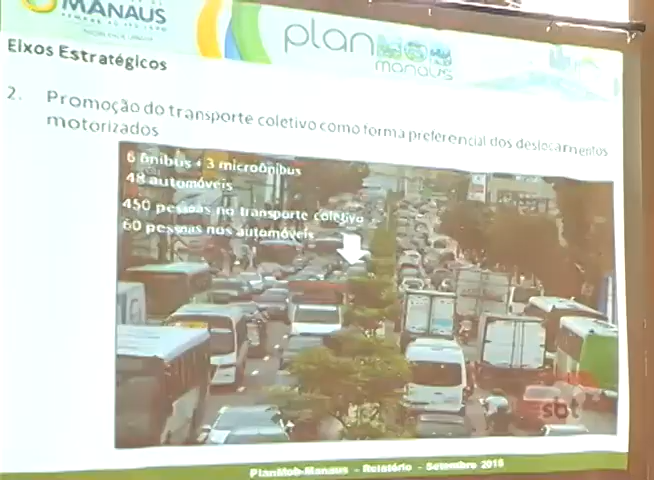 MANAUS
plan
manaus
Eixos Estratégicos
2. Promoção do transporte coletivo como forma preferencial dos deslocamentos
motorizados
6 ônibus + 3 microônibus
48 automóveis
450 pessoas no transporte coletivo
60 pessoas nos automóveis
sbt
PlanMob-Manaus - Relatório - Setembro 2015